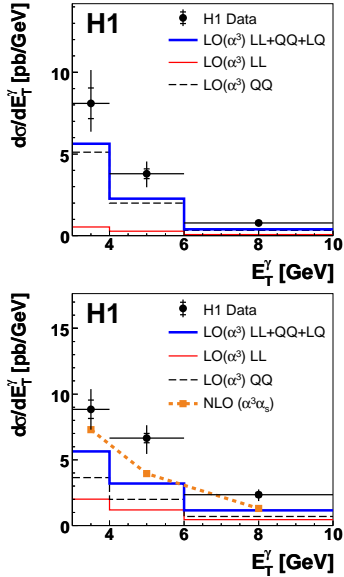 H1
H1 Data
LO(α³) LL+QQ+LQ
LO(α³) LL
LO(α³) QQ
dσ/dE_T^γ [pb/GeV]
10
5
0
4 6 8 10
E_T^γ [GeV]
H1
H1 Data
LO(α³) LL+QQ+LQ
LO(α³) LL
LO(α³) QQ
NLO (α³α_s)
dσ/dE_T^γ [pb/GeV]
15
10
5
0
4 6 8 10
E_T^γ [GeV]